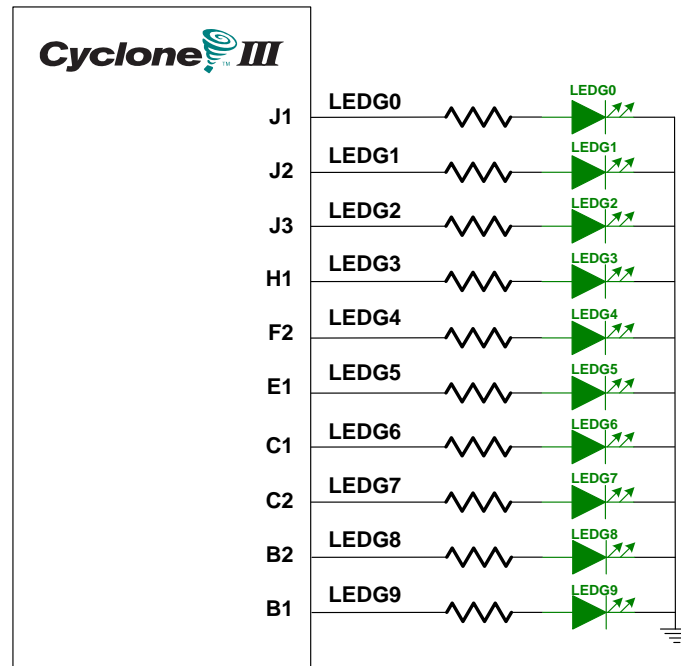 Cyclone III
TM
LEDG0
J1 LEDG0
LEDG1
J2 LEDG1
LEDG2
J3 LEDG2
LEDG3
H1 LEDG3
LEDG4
F2 LEDG4
LEDG5
E1 LEDG5
LEDG6
C1 LEDG6
LEDG7
C2 LEDG7
LEDG8
B2 LEDG8
LEDG9
B1 LEDG9